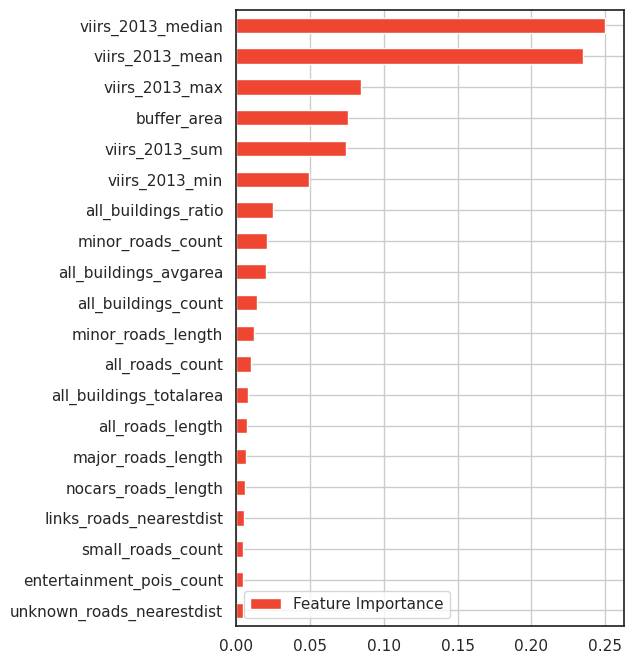 viirs_2013_median
viirs_2013_mean
viirs_2013_max
buffer_area
viirs_2013_sum
viirs_2013_min
all_buildings_ratio
minor_roads_count
all_buildings_avgarea
all_buildings_count
minor_roads_length
all_roads_count
all_buildings_totalarea
all_roads_length
major_roads_length
nocars_roads_length
links_roads_nearestdist
small_roads_count
entertainment_pois_count
unknown_roads_nearestdist
Feature Importance
0.00 0.05 0.10 0.15 0.20 0.25